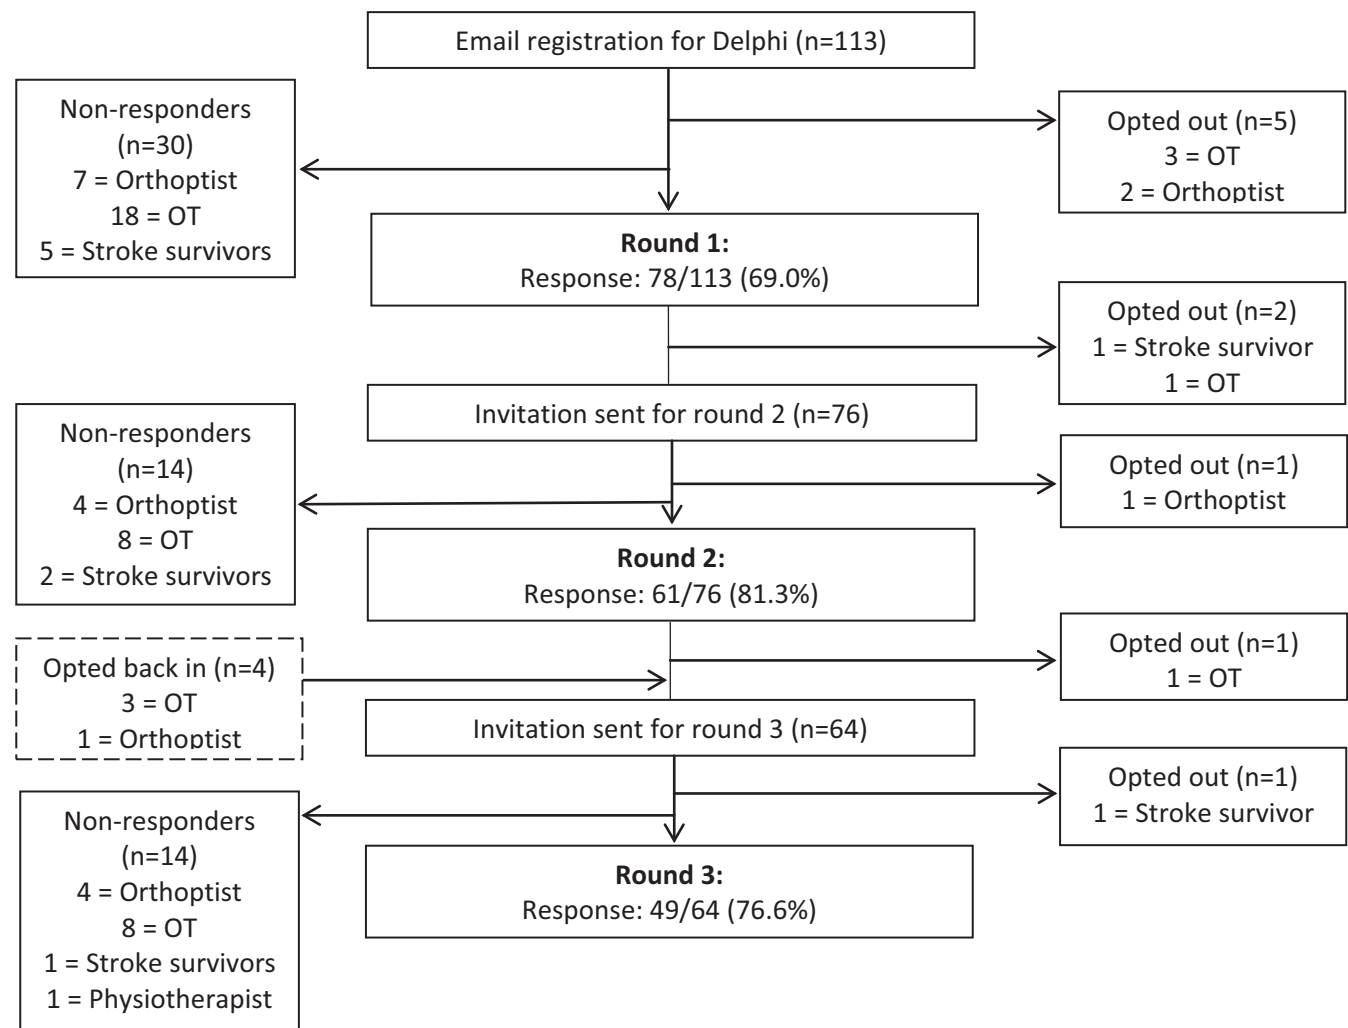 Email registration for Delphi (n=113)
Non-responders
(n=30)
7 = Orthoptist
18 = OT
5 = Stroke survivors
Opted out (n=5)
3 = OT
2 = Orthoptist
Round 1:
Response: 78/113 (69.0%)
Opted out (n=2)
1 = Stroke survivor
1 = OT
Invitation sent for round 2 (n=76)
Non-responders
(n=14)
4 = Orthoptist
8 = OT
2 = Stroke survivors
Opted out (n=1)
1 = Orthoptist
Round 2:
Response: 61/76 (81.3%)
Opted out (n=1)
1 = OT
Opted back in (n=4)
3 = OT
1 = Orthoptist
Invitation sent for round 3 (n=64)
Opted out (n=1)
1 = Stroke survivor
Non-responders
(n=14)
4 = Orthoptist
8 = OT
1 = Stroke survivors
1 = Physiotherapist
Round 3:
Response: 49/64 (76.6%)